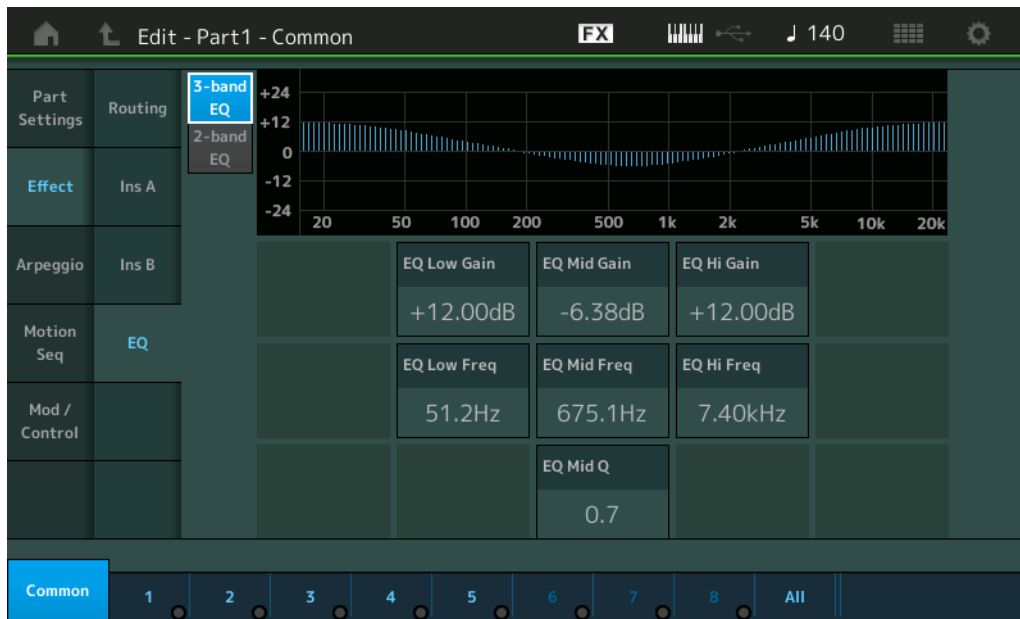 Edit - Part1 - Common
FX
140
Part
Settings
Effect
Arpeggio
Motion
Seq
Mod /
Control
Routing
Ins A
Ins B
EQ
3-band
EQ
2-band
EQ
+24
+12
0
-12
-24
20 50 100 200 500 1k 2k 5k 10k 20k
EQ Low Gain EQ Mid Gain EQ Hi Gain
+12.00dB -6.38dB +12.00dB
EQ Low Freq EQ Mid Freq EQ Hi Freq
51.2Hz 675.1Hz 7.40kHz
EQ Mid Q
0.7
Common 1 2 3 4 5 6 7 8 All